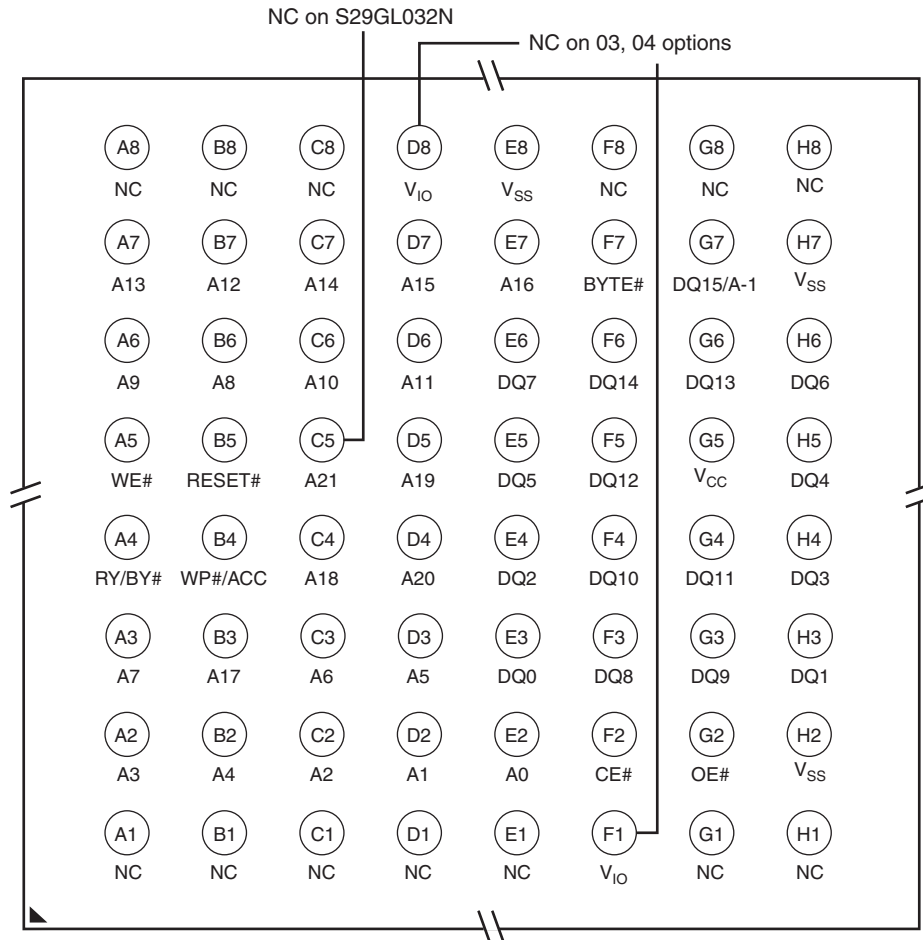 NC on S29GL032N
NC on 03, 04 options
A8 B8 C8 D8 E8 F8 G8 H8
NC NC NC VIO VSS NC NC NC
A7 B7 C7 D7 E7 F7 G7 H7
A13 A12 A14 A15 A16 BYTE# DQ15/A-1 VSS
A6 B6 C6 D6 E6 F6 G6 H6
A9 A8 A10 A11 DQ7 DQ14 DQ13 DQ6
A5 B5 C5 D5 E5 F5 G5 H5
WE# RESET# A21 A19 DQ5 DQ12 VCC DQ4
A4 B4 C4 D4 E4 F4 G4 H4
RY/BY# WP#/ACC A18 A20 DQ2 DQ10 DQ11 DQ3
A3 B3 C3 D3 E3 F3 G3 H3
A7 A17 A6 A5 DQ0 DQ8 DQ9 DQ1
A2 B2 C2 D2 E2 F2 G2 H2
A3 A4 A2 A1 A0 CE# OE# VSS
A1 B1 C1 D1 E1 F1 G1 H1
NC NC NC NC NC VIO NC NC